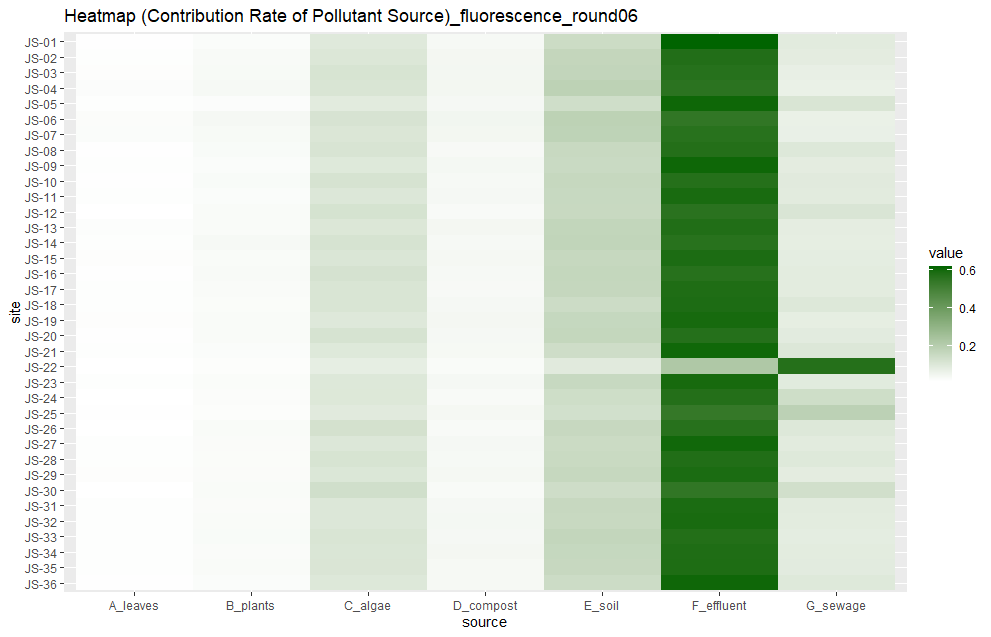 Heatmap (Contribution Rate of Pollutant Source)_fluorescence_round06
JS-01
JS-02
JS-03
JS-04
JS-05
JS-06
JS-07
JS-08
JS-09
JS-10
JS-11
JS-12
JS-13
JS-14
JS-15
JS-16
JS-17
JS-18
JS-19
JS-20
JS-21
JS-22
JS-23
JS-24
JS-25
JS-26
JS-27
JS-28
JS-29
JS-30
JS-31
JS-32
JS-33
JS-34
JS-35
JS-36
site
A_leaves B_plants C_algae D_compost E_soil F_effluent G_sewage
source
value
0.6
0.4
0.2